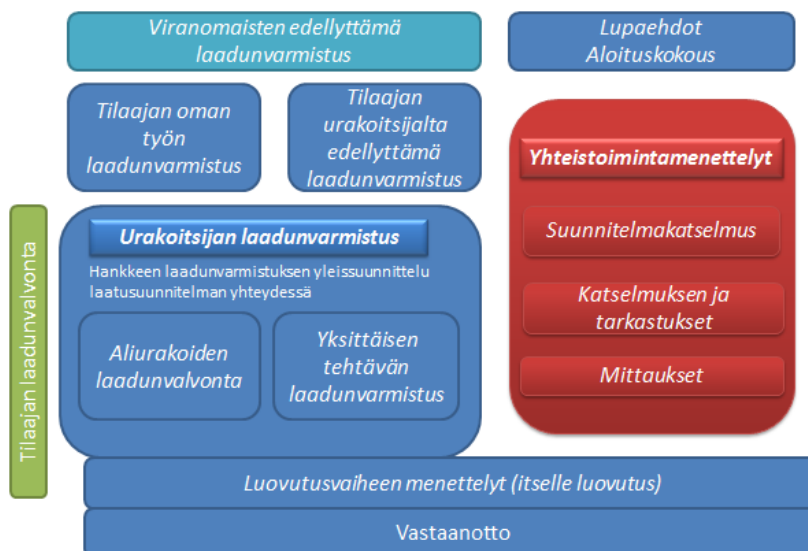 Viranomaisten edellyttämä
laadunvarmistus
Lupaehdot
Aloituskokous
Tilaajan oman
työn
laadunvarmistus
Tilaajan
urakoitsijalta
edellyttämä
laadunvarmistus
Yhteistoimintamenettelyt
Suunnitelmakatselmus
Katselmuksen ja
tarkastukset
Mittaukset
Tilaajan laadunvalvonta
Urakoitsijan laadunvarmistus
Hankkeen laadunvarmistuksen yleissuunnittelu
laatusuunnitelman yhteydessä
Aliurakoiden
laadunvalvonta
Yksittäisen
tehtävän
laadunvarmistus
Luovutusvaiheen menettelyt (itselle luovutus)
Vastaanotto